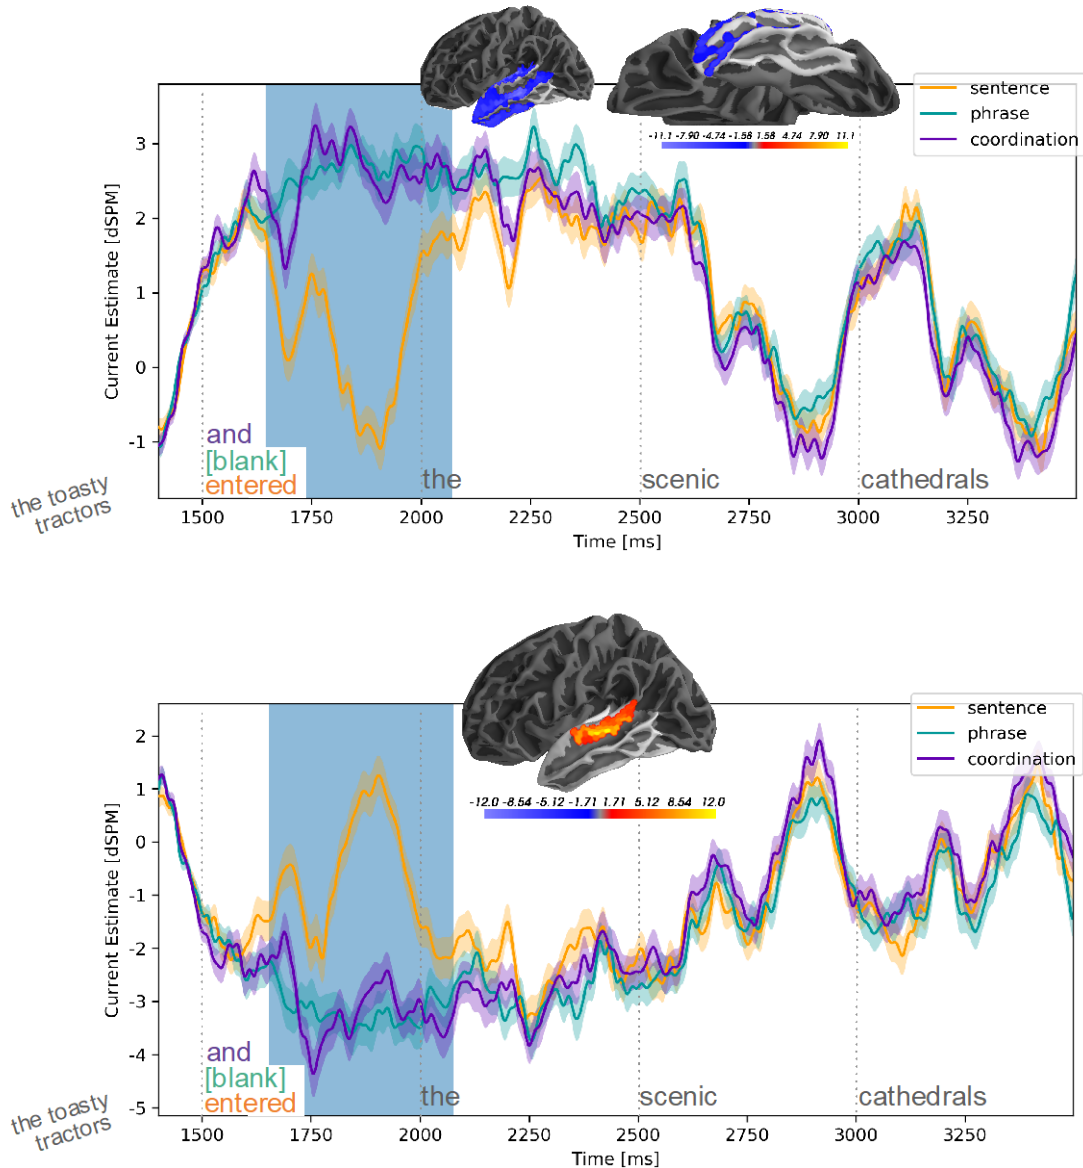 sentence
phrase
coordination
-11.1 -7.90 -4.74 -1.58 1.58 4.74 7.90 11.1
3
2
1
0
-1
Current Estimate [dSPM]
and
[blank]
entered
the
scenic
cathedrals
the toasty
tractors
1500 1750 2000 2250 2500 2750 3000 3250
Time [ms]
sentence
phrase
coordination
-12.0 -8.54 -5.12 -1.71 1.71 5.12 8.54 12.0
2
1
0
-1
-2
-3
-4
-5
Current Estimate [dSPM]
and
[blank]
entered
the
scenic
cathedrals
the toasty
tractors
1500 1750 2000 2250 2500 2750 3000 3250
Time [ms]